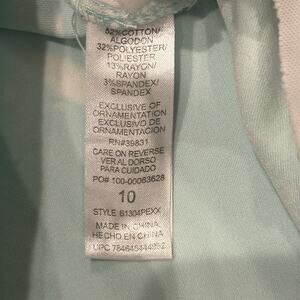 52%COTTON/
ALGODON
32%POLYESTER/
POLIESTER
13%RAYON/
RAYON
3%SPANDEX/
SPANDEX
EXCLUSIVE OF
ORNAMENTATION
EXCLUSIVO DE
ORNAMENTACION
RN#39831
CARE ON REVERSE
VER AL DORSO
PARA CUIDADO
PO# 100-00063628
10
STYLE 61304PEXX
MADE IN CHINA
HECHO EN CHINA
UPC 784646444992